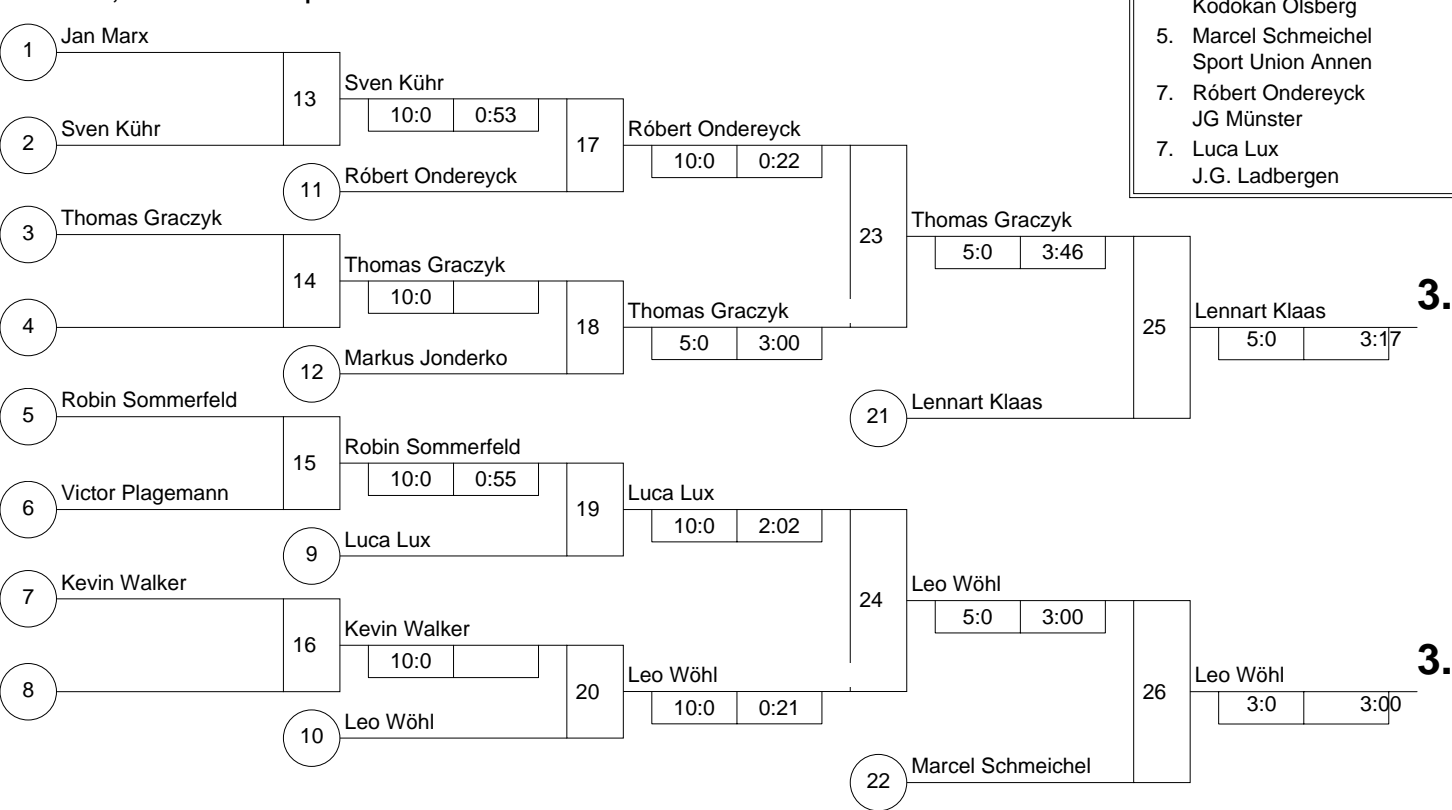 Kodokan Olsberg
5. Marcel Schmeichel
Sport Union Annen
7. Róbert Ondereyck
JG Münster
7. Luca Lux
J.G. Ladbergen
1 Jan Marx
13
Sven Kühr
10:0 0:53
2 Sven Kühr
17
Róbert Ondereyck
10:0 0:22
11 Róbert Ondereyck
3 Thomas Graczyk
23
Thomas Graczyk
5:0 3:46
14
Thomas Graczyk
10:0
4
18
Thomas Graczyk
5:0 3:00
12 Markus Jonderko
25
Lennart Klaas
5:0 3:17
3.
5 Robin Sommerfeld
21 Lennart Klaas
15
Robin Sommerfeld
10:0 0:55
6 Victor Plagemann
19
Luca Lux
10:0 2:02
9 Luca Lux
7 Kevin Walker
24
Leo Wöhl
5:0 3:00
16
Kevin Walker
10:0
8
20
Leo Wöhl
10:0 0:21
10 Leo Wöhl
26
Leo Wöhl
3:0 3:00
3.
22 Marcel Schmeichel